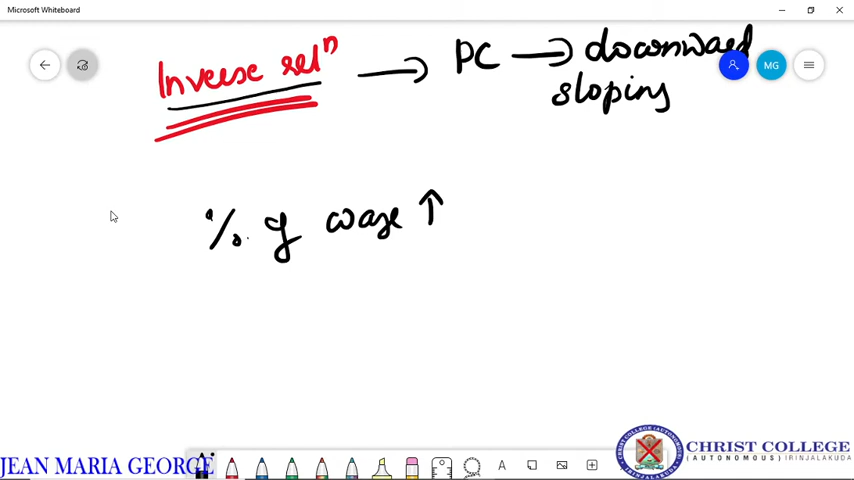 Microsoft Whiteboard
Inverse relⁿ → PC → downward
sloping
MG
% of wage ↑
JEAN MARIA GEORGE
CHRIST COLLEGE
(AUTONOMOUS) IRINJALAKUDA